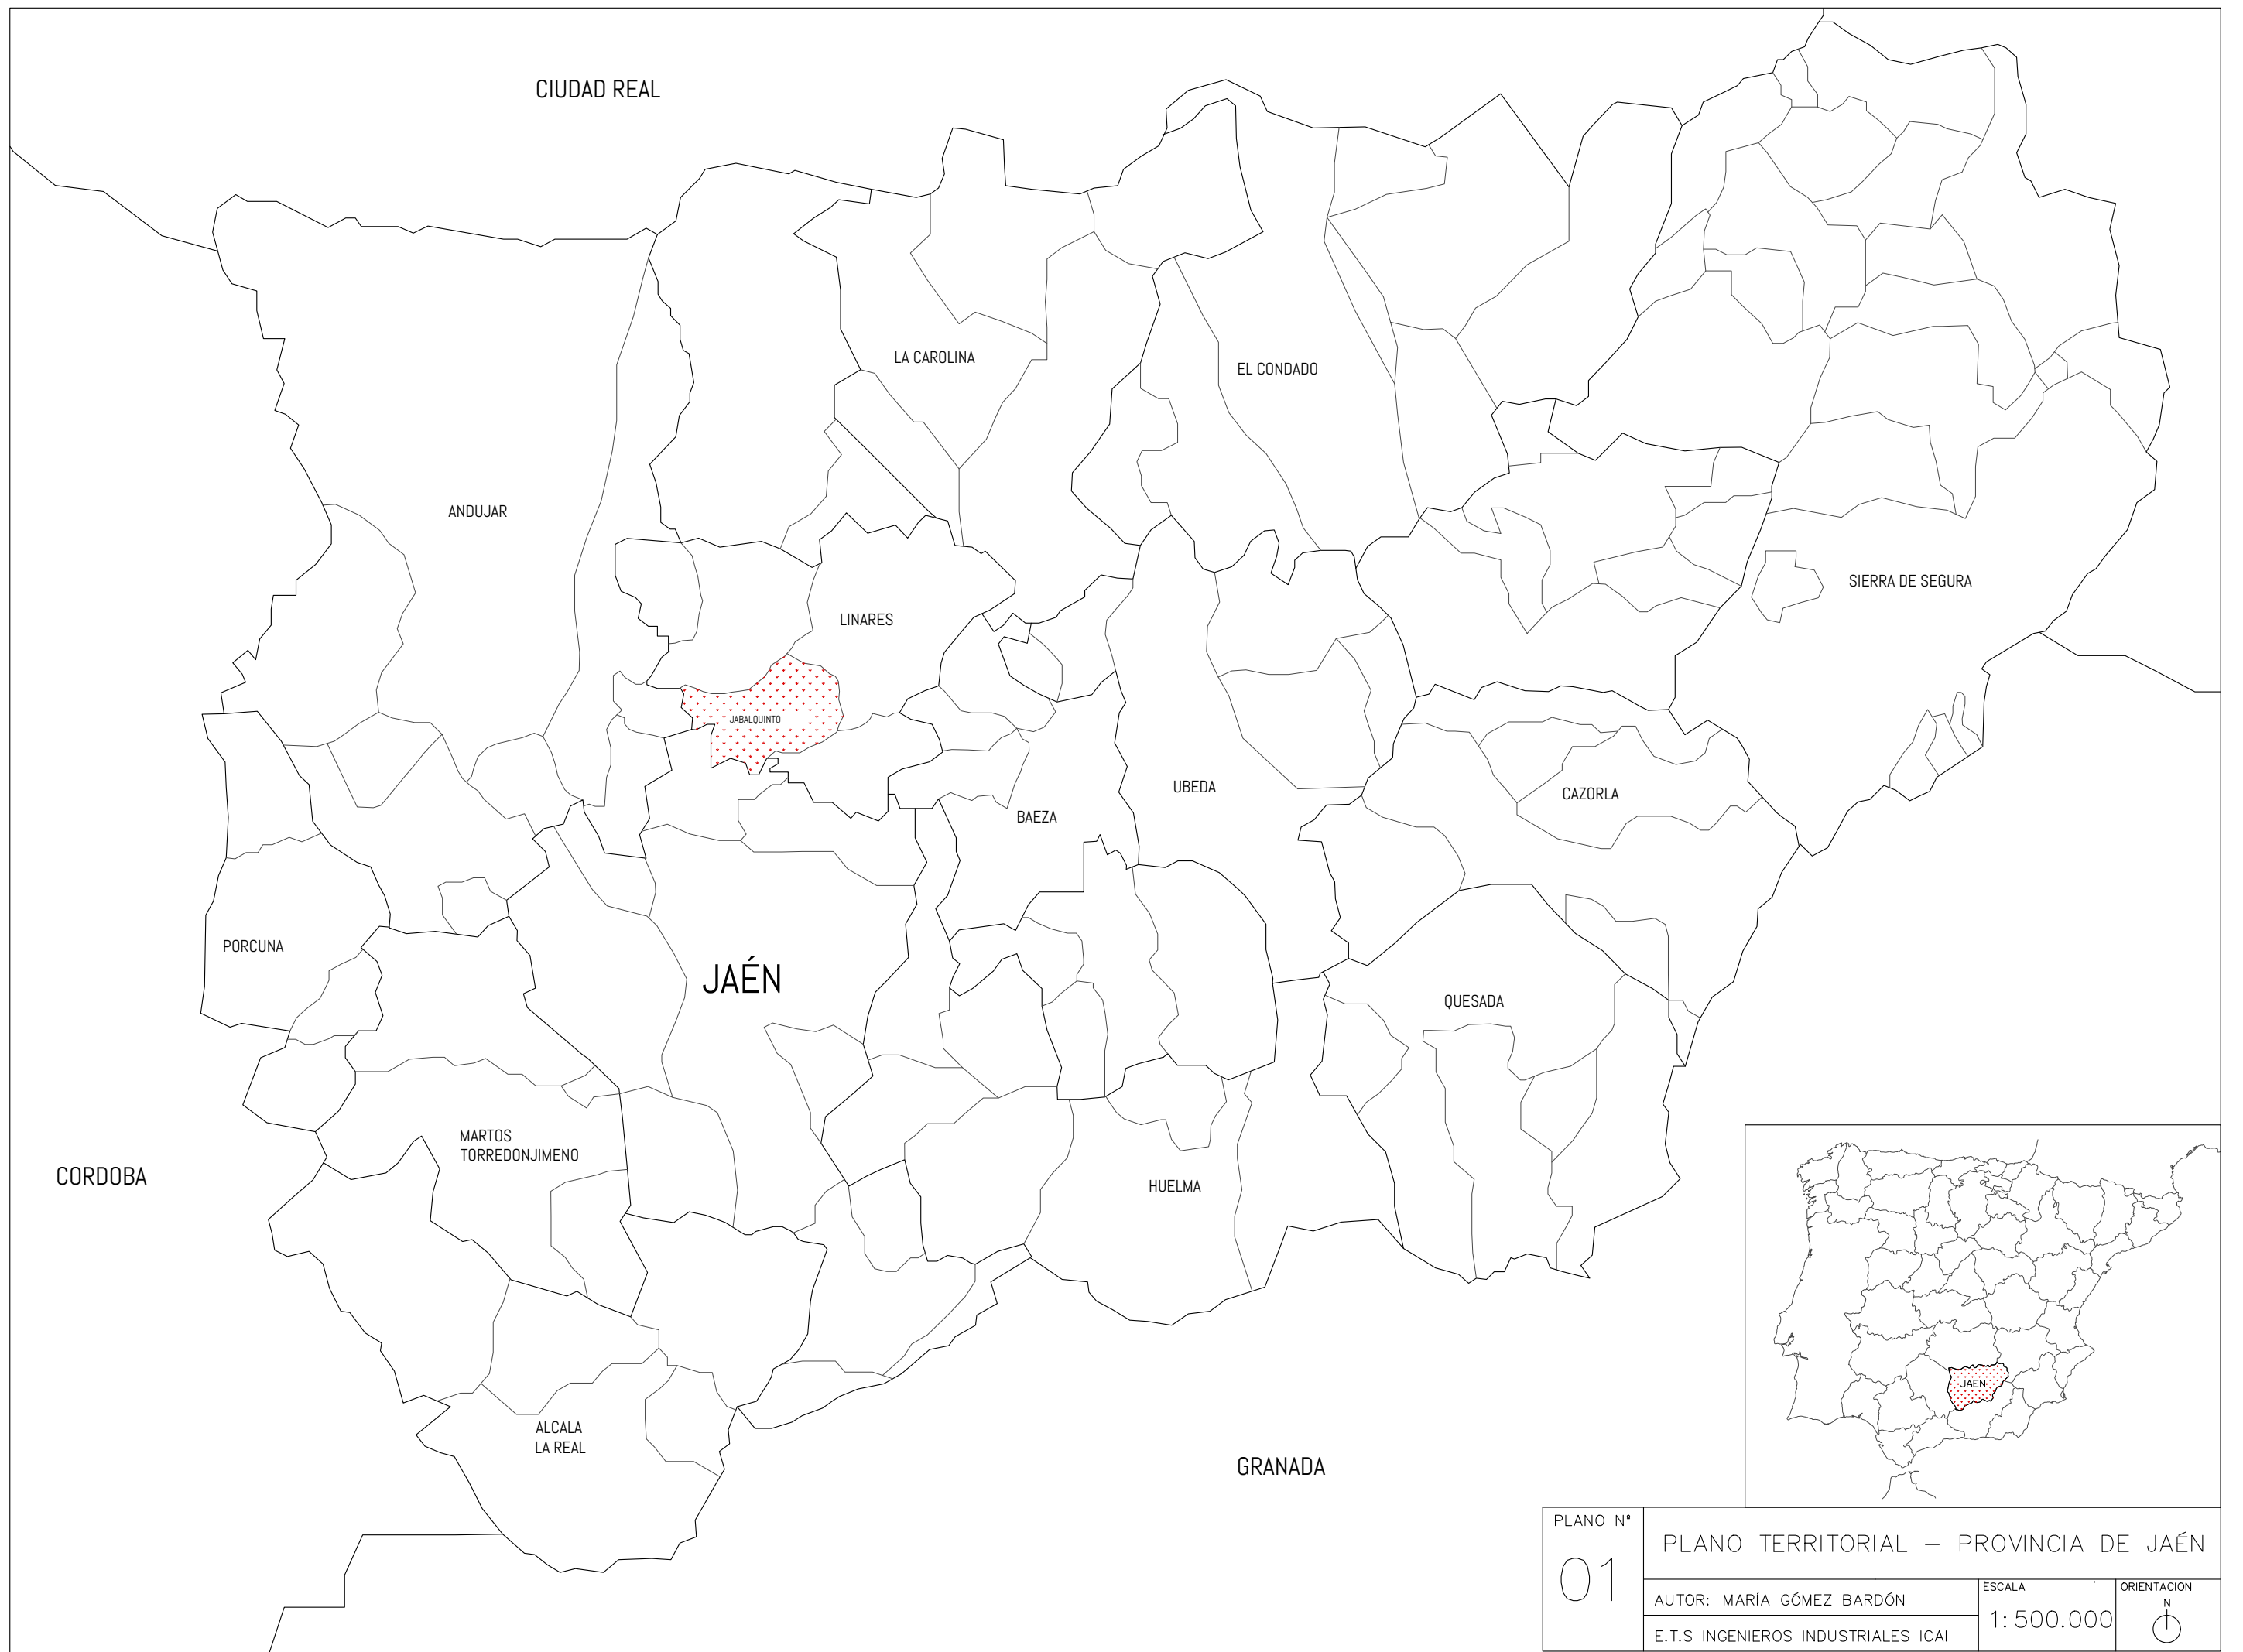 CIUDAD REAL
LA CAROLINA
EL CONDADO
ANDUJAR
SIERRA DE SEGURA
LINARES
JABALQUINTO
UBEDA
CAZORLA
BAEZA
PORCUNA
JAÉN
QUESADA
MARTOS
TORREDONJIMENO
CORDOBA
HUELMA
JAEN
ALCALA
LA REAL
GRANADA
PLANO Nº
01
PLANO TERRITORIAL – PROVINCIA DE JAÉN
AUTOR: MARÍA GÓMEZ BARDÓN
E.T.S INGENIEROS INDUSTRIALES ICAI
ESCALA
1: 500.000
ORIENTACION
N